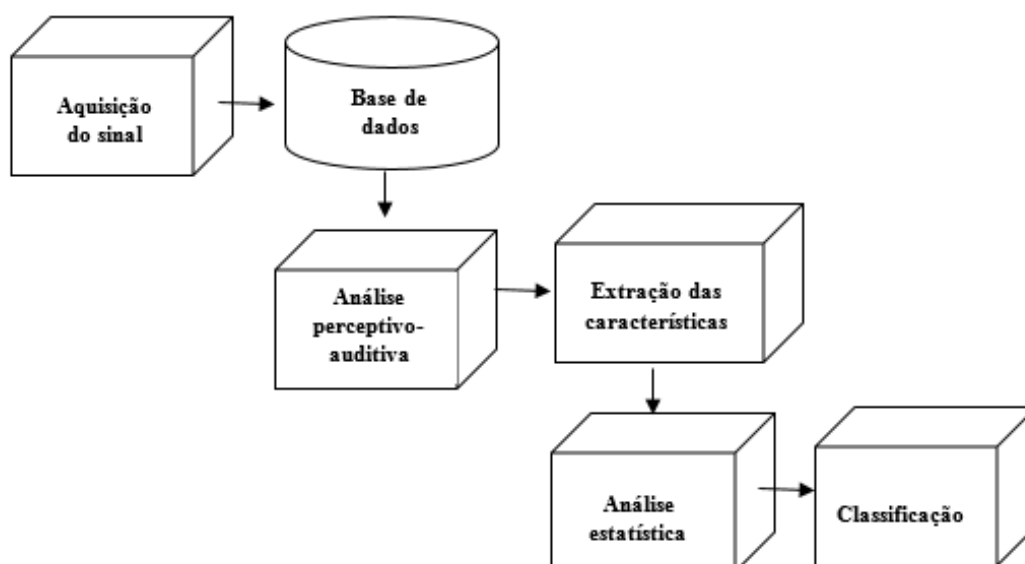 Aquisição
do sinal
Base de
dados
Análise
perceptivo-
auditiva
Extração das
características
Análise
estatística
Classificação